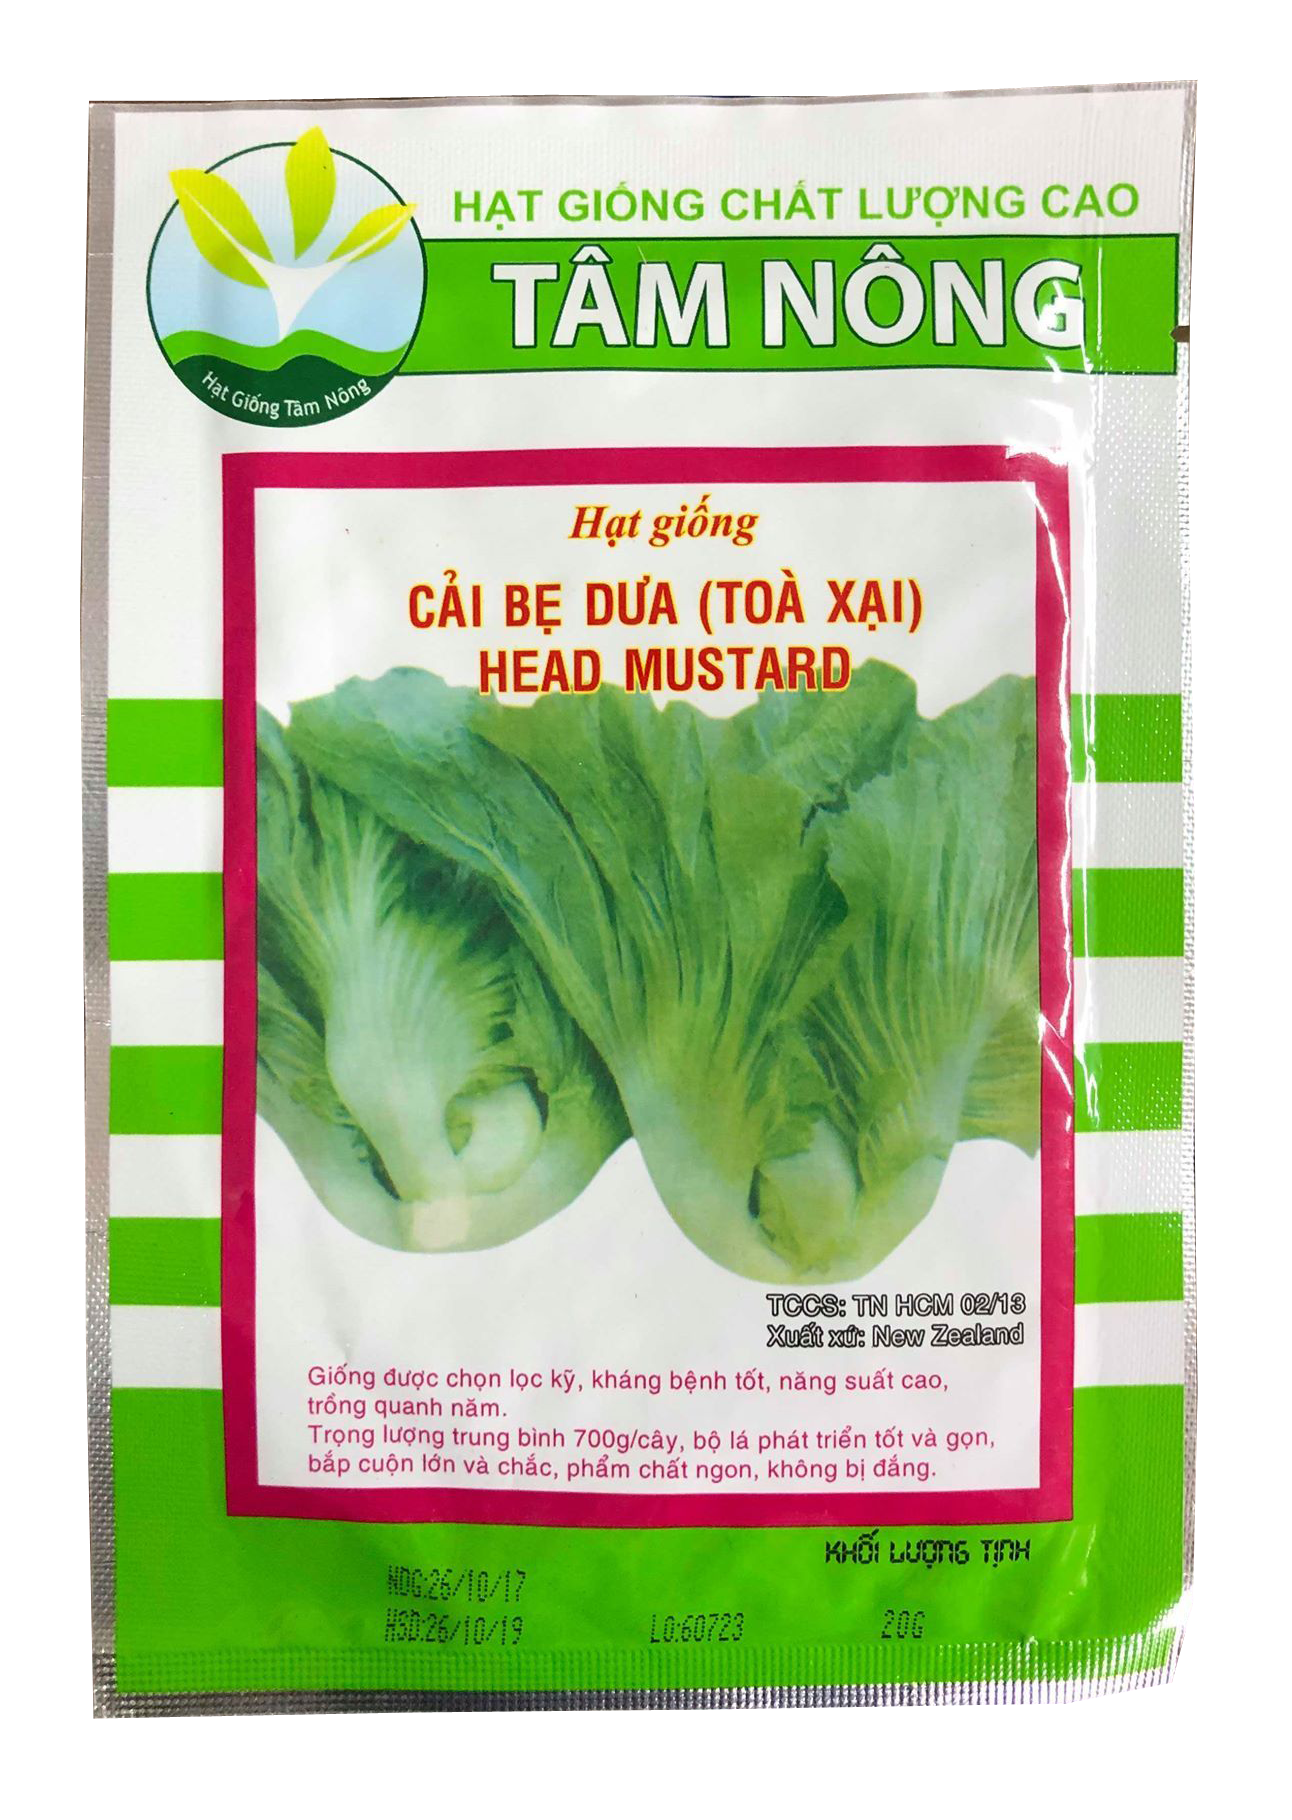 HẠT GIỐNG CHẤT LƯỢNG CAO
TÂM NÔNG
Hạt Giống Tâm Nông
Hạt giống
CẢI BẸ DƯA (TOÀ XẠI)
HEAD MUSTARD
TCCS: TN HCM 02/13
Xuất xứ: New Zealand
Giống được chọn lọc kỹ, kháng bệnh tốt, năng suất cao,
trồng quanh năm.
Trọng lượng trung bình 700g/cây, bộ lá phát triển tốt và gọn,
bắp cuộn lớn và chắc, phẩm chất ngon, không bị đắng.
KHỐI LƯỢNG TỊNH
NDG:26/10/17
HSD:26/10/19 LO:60723 20G